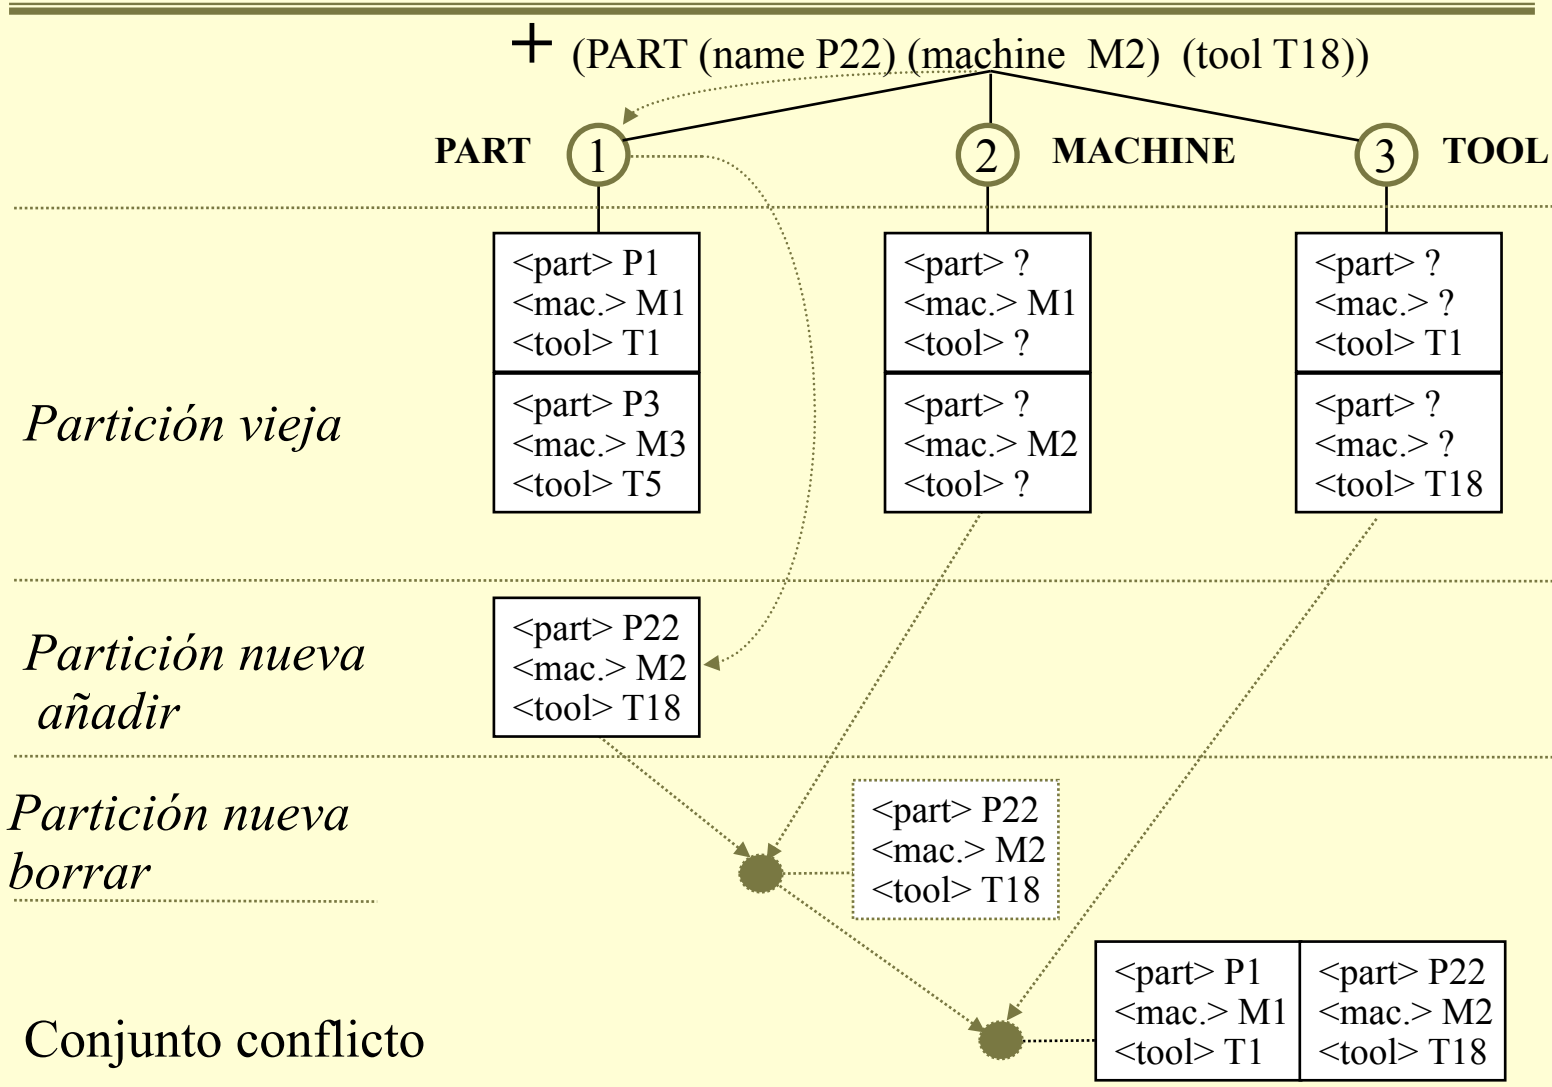 + (PART (name P22) (machine M2) (tool T18))
PART 1 2 MACHINE 3 TOOL
<part> P1
<mac.> M1
<tool> T1
<part> ?
<mac.> M1
<tool> ?
<part> ?
<mac.> ?
<tool> T1
Partición vieja
<part> P3
<mac.> M3
<tool> T5
<part> ?
<mac.> M2
<tool> ?
<part> ?
<mac.> ?
<tool> T18
Partición nueva
añadir
<part> P22
<mac.> M2
<tool> T18
Partición nueva
borrar
<part> P22
<mac.> M2
<tool> T18
Conjunto conflicto
<part> P1
<mac.> M1
<tool> T1
<part> P22
<mac.> M2
<tool> T18